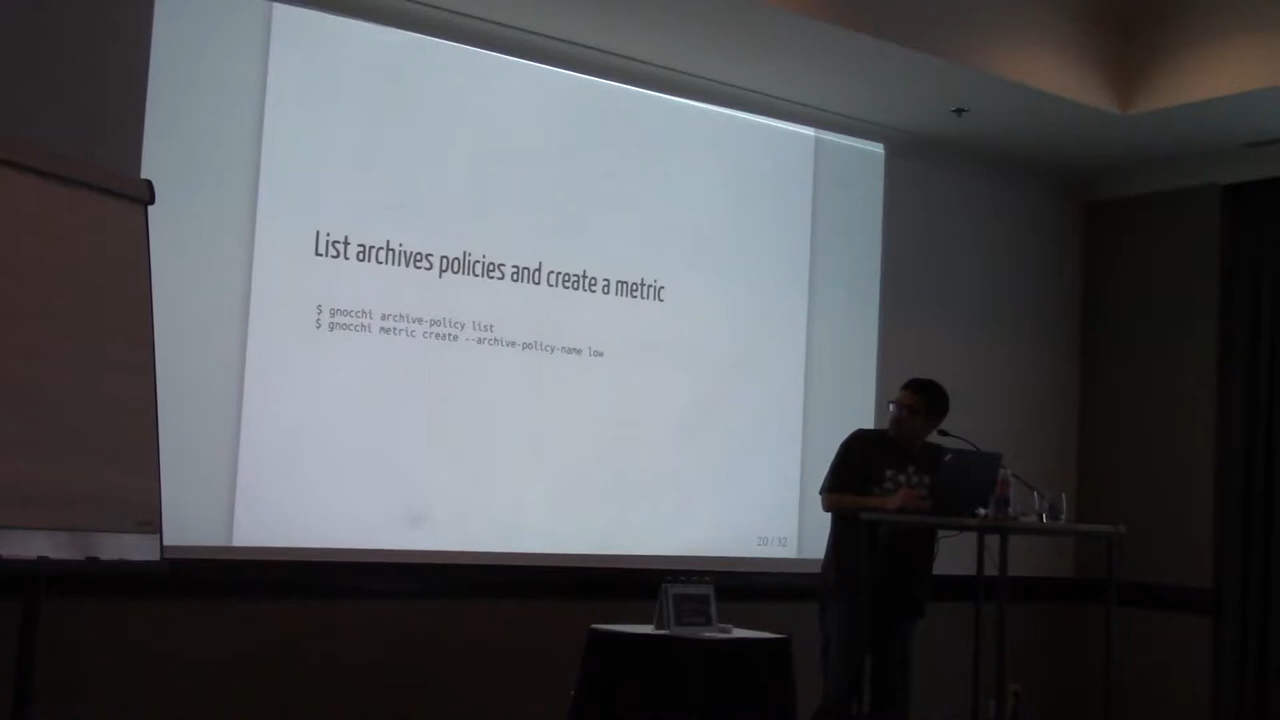 List archives policies and create a metric
$ gnocchi archive-policy list
$ gnocchi metric create --archive-policy-name low
20 / 32